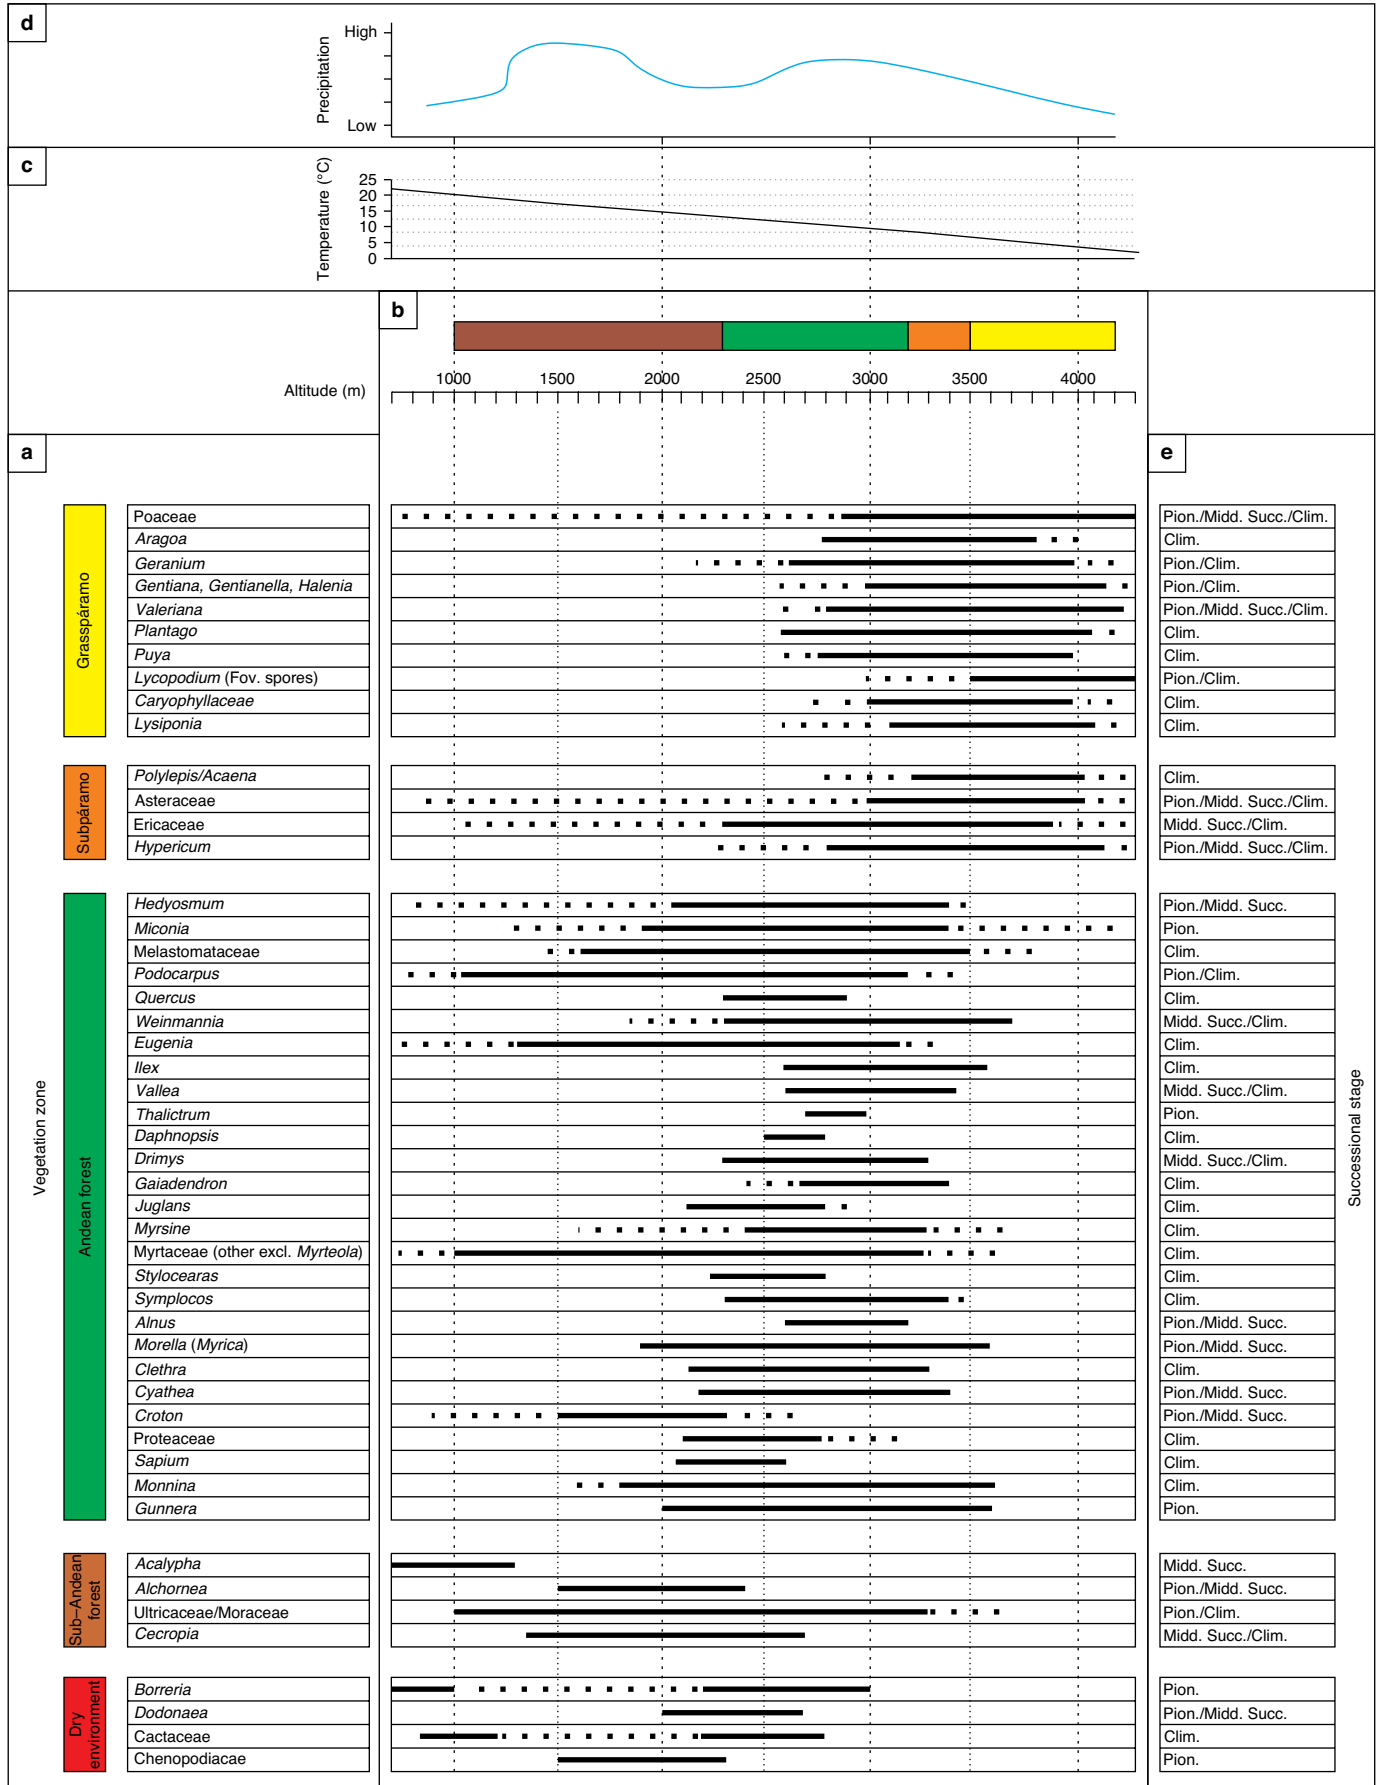 d
High
Precipitation
Low
c
Temperature (°C)
25
20
15
10
5
0
b
Altitude (m)
1000 1500 2000 2500 3000 3500 4000
a
e
Vegetation zone
Successional stage
Grasspáramo
Poaceae Pion./Midd. Succ./Clim.
Aragoa Clim.
Geranium Pion./Clim.
Gentiana, Gentianella, Halenia Pion./Clim.
Valeriana Pion./Midd. Succ./Clim.
Plantago Clim.
Puya Clim.
Lycopodium (Fov. spores) Pion./Clim.
Caryophyllaceae Clim.
Lysiponia Clim.
Subpáramo
Polylepis/Acaena Clim.
Asteraceae Pion./Midd. Succ./Clim.
Ericaceae Midd. Succ./Clim.
Hypericum Pion./Midd. Succ./Clim.
Andean forest
Hedyosmum Pion./Midd. Succ.
Miconia Pion.
Melastomataceae Clim.
Podocarpus Pion./Clim.
Quercus Clim.
Weinmannia Midd. Succ./Clim.
Eugenia Clim.
Ilex Clim.
Vallea Midd. Succ./Clim.
Thalictrum Pion.
Daphnopsis Clim.
Drimys Midd. Succ./Clim.
Gaiadendron Clim.
Juglans Clim.
Myrsine Clim.
Myrtaceae (other excl. Myrteola) Clim.
Stylocearas Clim.
Symplocos Clim.
Alnus Pion./Midd. Succ.
Morella (Myrica) Pion./Midd. Succ.
Clethra Clim.
Cyathea Pion./Midd. Succ.
Croton Pion./Midd. Succ.
Proteaceae Clim.
Sapium Clim.
Monnina Clim.
Gunnera Pion.
Sub–Andean
forest
Acalypha Midd. Succ.
Alchornea Pion./Midd. Succ.
Ultricaceae/Moraceae Pion./Clim.
Cecropia Midd. Succ./Clim.
Dry
environment
Borreria Pion.
Dodonaea Pion./Midd. Succ.
Cactaceae Clim.
Chenopodiacae Pion.